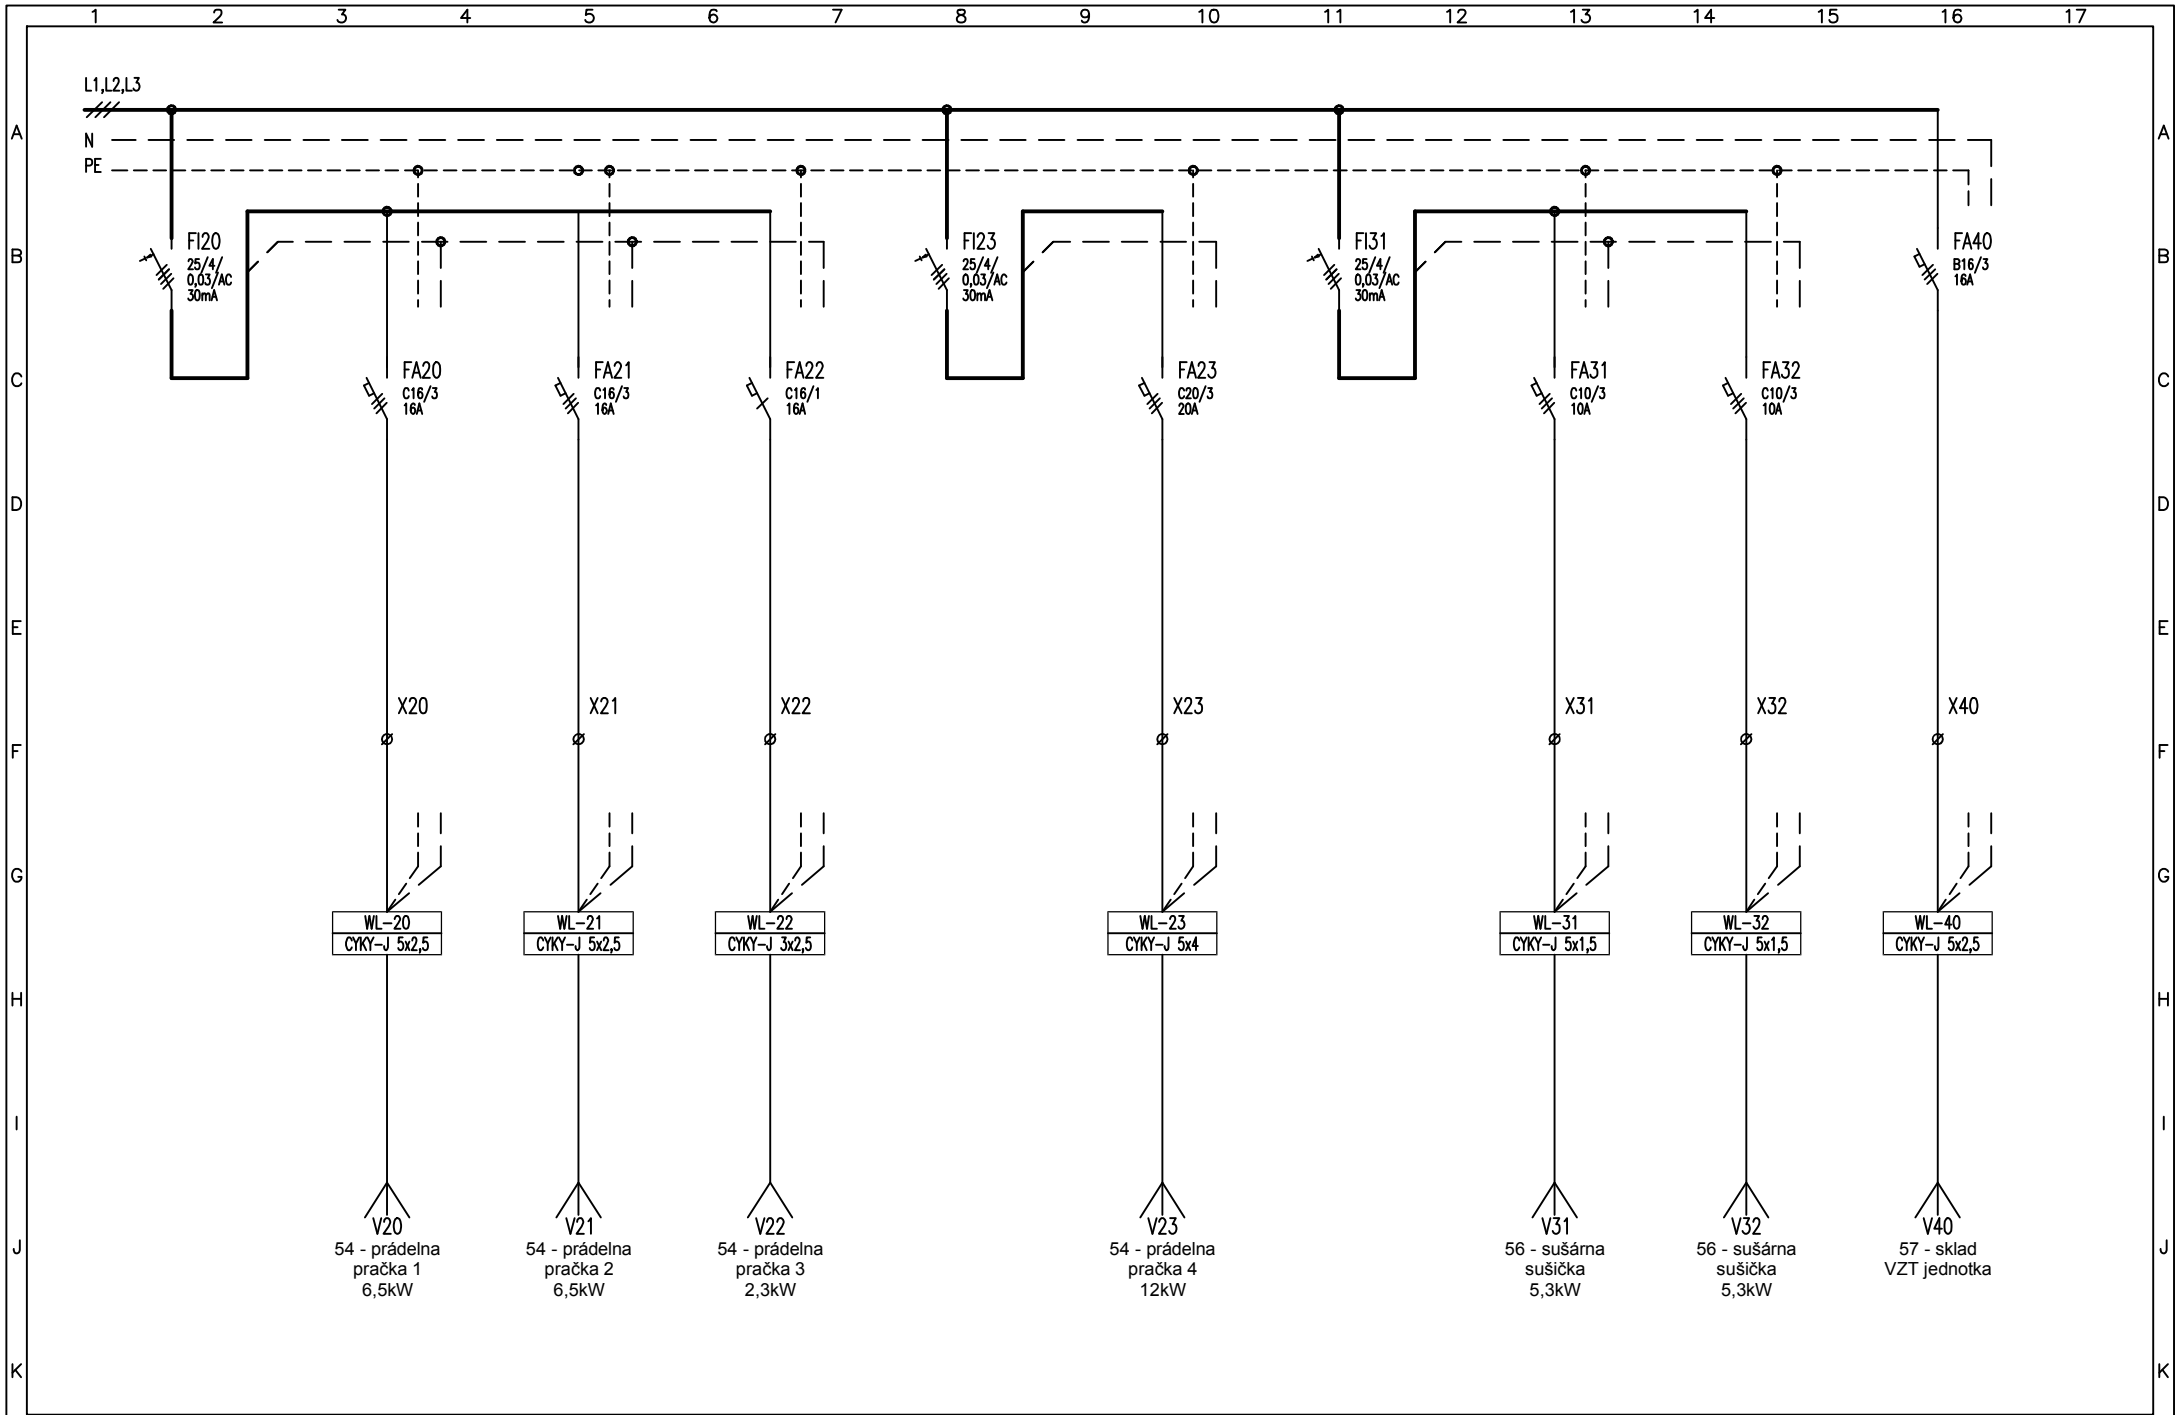 1 2 3 4 5 6 7 8 9 10 11 12 13 14 15 16 17
L1,L2,L3
A A
N
PE
B B
FI20
25/4/
0,03/AC
30mA
FI23
25/4/
0,03/AC
30mA
FI31
25/4/
0,03/AC
30mA
FA40
B16/3
16A
C C
FA20
C16/3
16A
FA21
C16/3
16A
FA22
C16/1
16A
FA23
C20/3
20A
FA31
C10/3
10A
FA32
C10/3
10A
D D
E E
X20 X21 X22 X23 X31 X32 X40
F F
G G
WL-20
CYKY-J 5x2,5
WL-21
CYKY-J 5x2,5
WL-22
CYKY-J 3x2,5
WL-23
CYKY-J 5x4
WL-31
CYKY-J 5x1,5
WL-32
CYKY-J 5x1,5
WL-40
CYKY-J 5x2,5
H H
I I
J J
V20
54 - prádelna
pračka 1
6,5kW
V21
54 - prádelna
pračka 2
6,5kW
V22
54 - prádelna
pračka 3
2,3kW
V23
54 - prádelna
pračka 4
12kW
V31
56 - sušárna
sušička
5,3kW
V32
56 - sušárna
sušička
5,3kW
V40
57 - sklad
VZT jednotka
K K